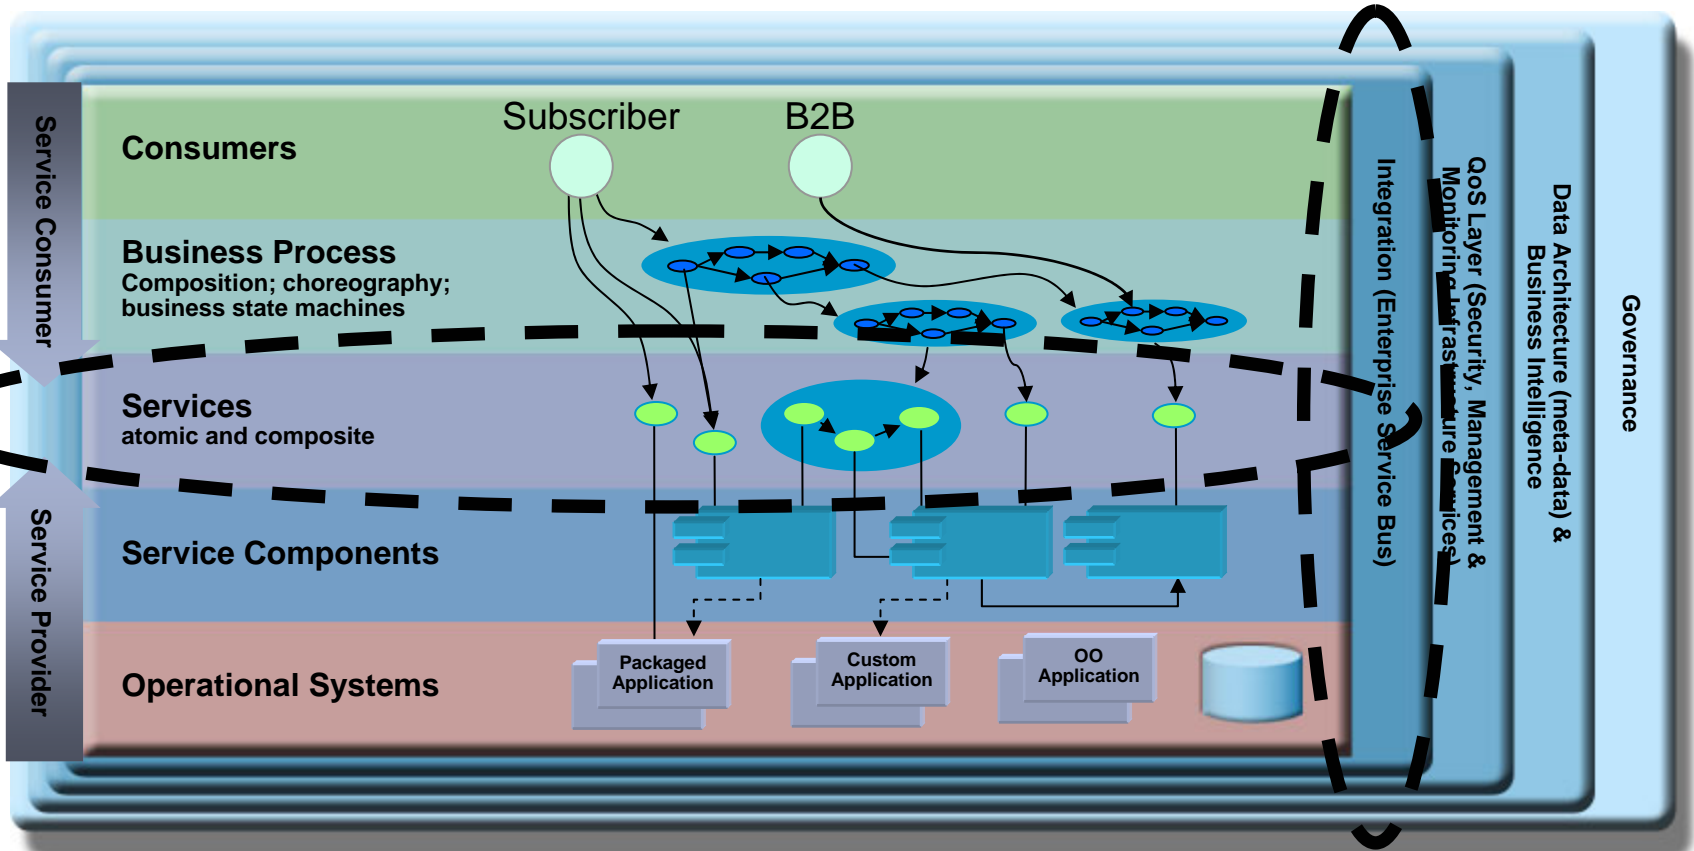 Subscriber
B2B
Consumers
Business Process
Composition; choreography;
business state machines
Services
atomic and composite
Service Components
Operational Systems
Packaged
Application
Custom
Application
OO
Application
Service Consumer
Service Provider
Integration (Enterprise Service Bus)
QoS Layer (Security, Management &
Monitoring Infrastructure Services)
Data Architecture (meta-data) &
Business Intelligence
Governance